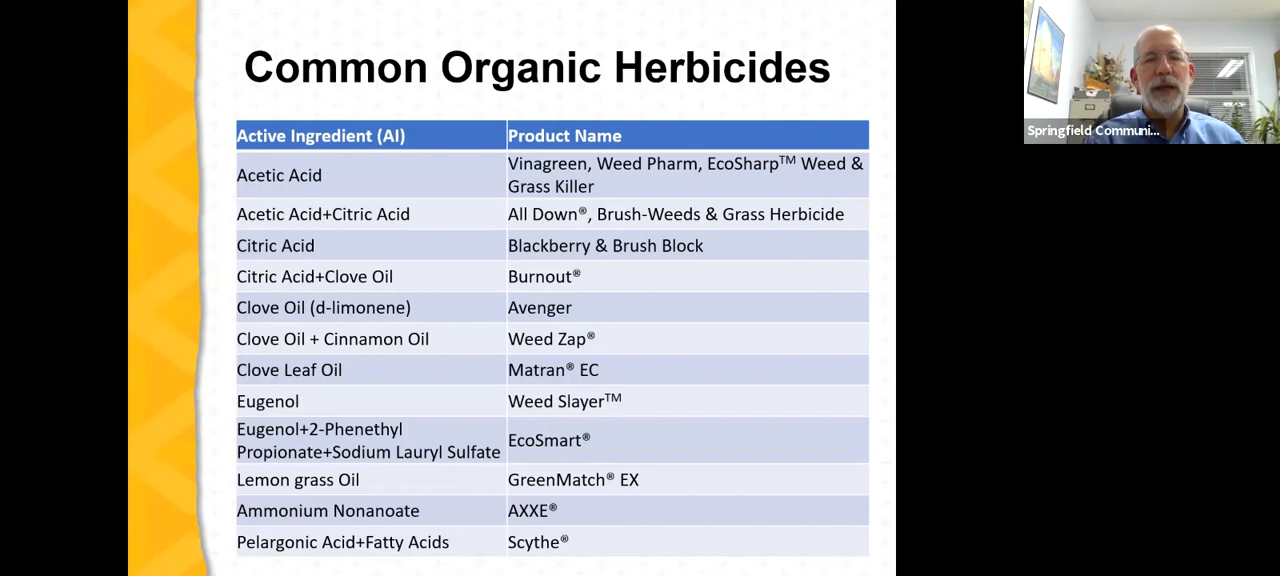 Common Organic Herbicides
Active Ingredient (AI) Product Name
Acetic Acid Vinagreen, Weed Pharm, EcoSharp™ Weed &
Grass Killer
Acetic Acid+Citric Acid All Down®, Brush-Weeds & Grass Herbicide
Citric Acid Blackberry & Brush Block
Citric Acid+Clove Oil Burnout®
Clove Oil (d-limonene) Avenger
Clove Oil + Cinnamon Oil Weed Zap®
Clove Leaf Oil Matran® EC
Eugenol Weed Slayer™
Eugenol+2-Phenethyl
Propionate+Sodium Lauryl Sulfate EcoSmart®
Lemon grass Oil GreenMatch® EX
Ammonium Nonanoate AXXE®
Pelargonic Acid+Fatty Acids Scythe®
Springfield Communi...